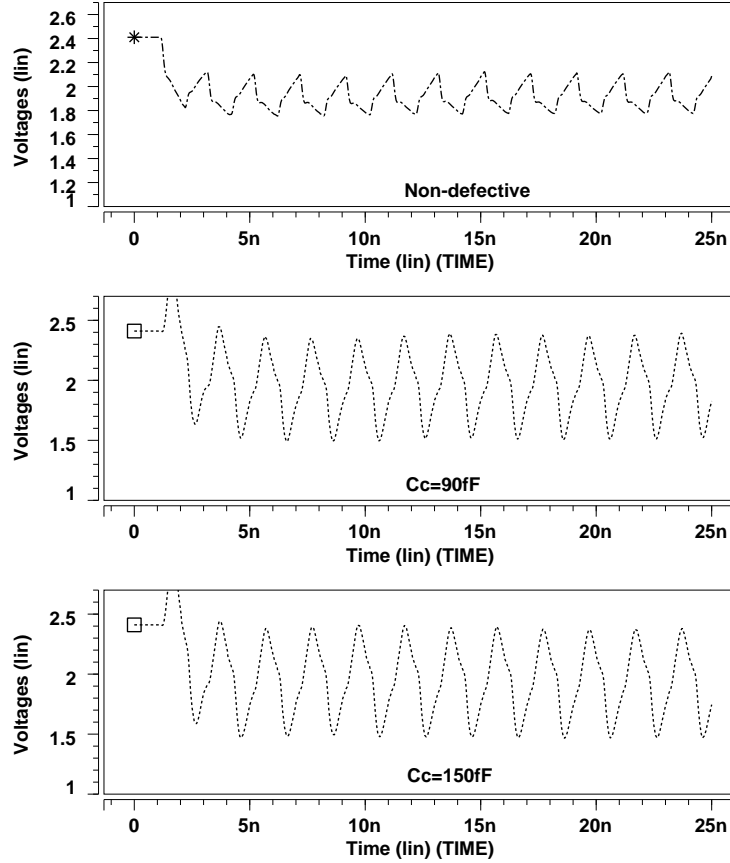 Voltages (lin)
2.6
2.4
2.2
2
1.8
1.6
1.4
1.2
1
Non-defective
0 5n 10n 15n 20n 25n
Time (lin) (TIME)
Voltages (lin)
2.5
2
1.5
1
Cc=90fF
0 5n 10n 15n 20n 25n
Time (lin) (TIME)
Voltages (lin)
2.5
2
1.5
1
Cc=150fF
0 5n 10n 15n 20n 25n
Time (lin) (TIME)